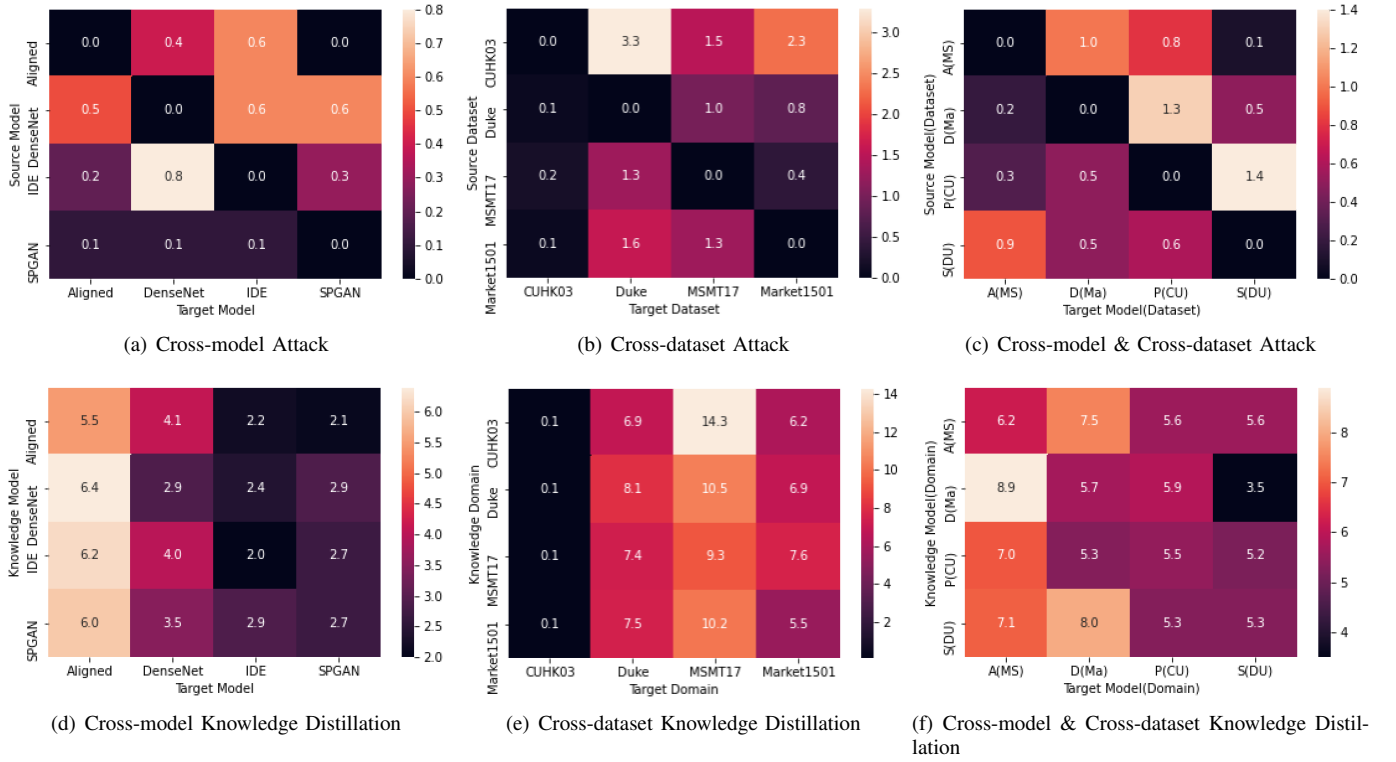 0.0 0.4 0.6 0.0
0.5 0.0 0.6 0.6
0.2 0.8 0.0 0.3
0.1 0.1 0.1 0.0
Aligned DenseNet IDE SPGAN
Target Model
Source Model
Aligned
DenseNet
IDE
SPGAN
0.8
0.7
0.6
0.5
0.4
0.3
0.2
0.1
0.0
(a) Cross-model Attack
0.0 3.3 1.5 2.3
0.1 0.0 1.0 0.8
0.2 1.3 0.0 0.4
0.1 1.6 1.3 0.0
CUHK03 Duke MSMT17 Market1501
Target Dataset
Source Dataset
CUHK03
Duke
MSMT17
Market1501
3.0
2.5
2.0
1.5
1.0
0.5
0.0
(b) Cross-dataset Attack
0.0 1.0 0.8 0.1
0.2 0.0 1.3 0.5
0.3 0.5 0.0 1.4
0.9 0.5 0.6 0.0
A(MS) D(Ma) P(CU) S(DU)
Target Model(Dataset)
Source Model(Dataset)
A(MS)
D(Ma)
P(CU)
S(DU)
1.4
1.2
1.0
0.8
0.6
0.4
0.2
0.0
(c) Cross-model & Cross-dataset Attack
5.5 4.1 2.2 2.1
6.4 2.9 2.4 2.9
6.2 4.0 2.0 2.7
6.0 3.5 2.9 2.7
Aligned DenseNet IDE SPGAN
Target Model
Knowledge Model
Aligned
DenseNet
IDE
SPGAN
6.0
5.5
5.0
4.5
4.0
3.5
3.0
2.5
2.0
(d) Cross-model Knowledge Distillation
0.1 6.9 14.3 6.2
0.1 8.1 10.5 6.9
0.1 7.4 9.3 7.6
0.1 7.5 10.2 5.5
CUHK03 Duke MSMT17 Market1501
Target Domain
Knowledge Domain
CUHK03
Duke
MSMT17
Market1501
14
12
10
8
6
4
2
(e) Cross-dataset Knowledge Distillation
6.2 7.5 5.6 5.6
8.9 5.7 5.9 3.5
7.0 5.3 5.5 5.2
7.1 8.0 5.3 5.3
A(MS) D(Ma) P(CU) S(DU)
Target Model(Domain)
Knowledge Model(Domain)
A(MS)
D(Ma)
P(CU)
S(DU)
8
7
6
5
4
(f) Cross-model & Cross-dataset Knowledge Distil-
lation